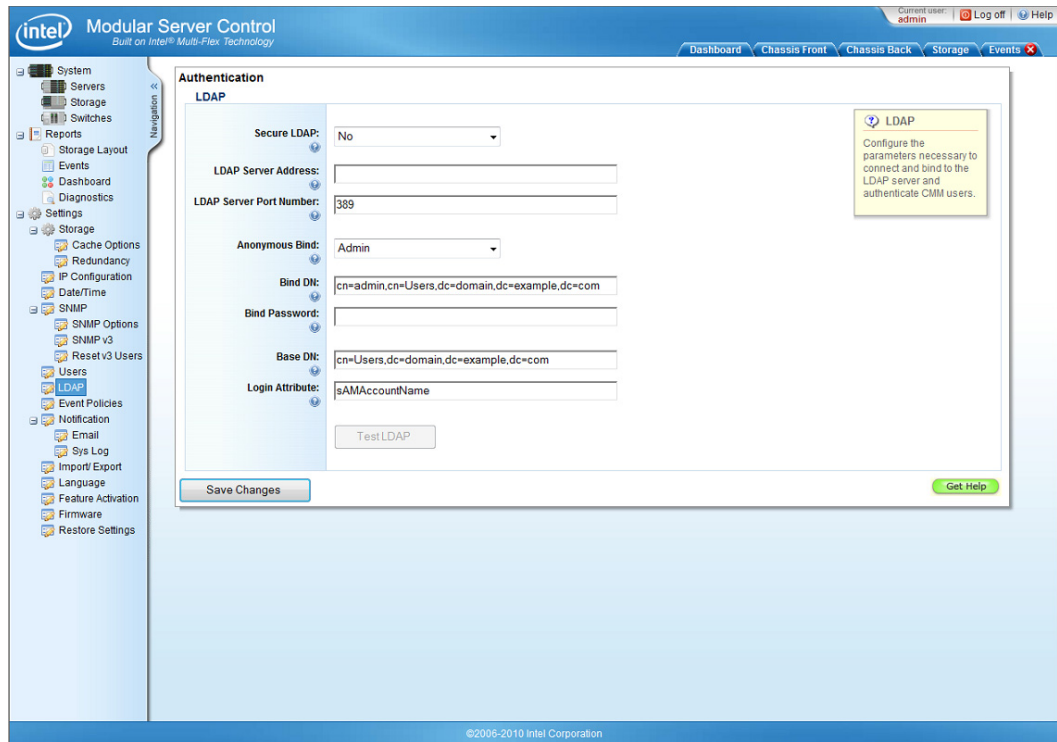 intel
Modular Server Control
Built on Intel® Multi-Flex Technology
Current user:
admin
Log off
Help
Dashboard
Chassis Front
Chassis Back
Storage
Events
System
Servers
Storage
Switches
Reports
Storage Layout
Events
Dashboard
Diagnostics
Settings
Storage
Cache Options
Redundancy
IP Configuration
Date/Time
SNMP
SNMP Options
SNMP v3
Reset v3 Users
Users
LDAP
Event Policies
Notification
Email
Sys Log
Import/Export
Language
Feature Activation
Firmware
Restore Settings
«
Navigation
Authentication
LDAP
Secure LDAP:
No
LDAP Server Address:
LDAP Server Port Number:
389
Anonymous Bind:
Admin
Bind DN:
cn=admin,cn=Users,dc=domain,dc=example,dc=com
Bind Password:
Base DN:
cn=Users,dc=domain,dc=example,dc=com
Login Attribute:
sAMAccountName
Test LDAP
Save Changes
LDAP
Configure the
parameters necessary to
connect and bind to the
LDAP server and
authenticate CMM users.
Get Help
©2006-2010 Intel Corporation